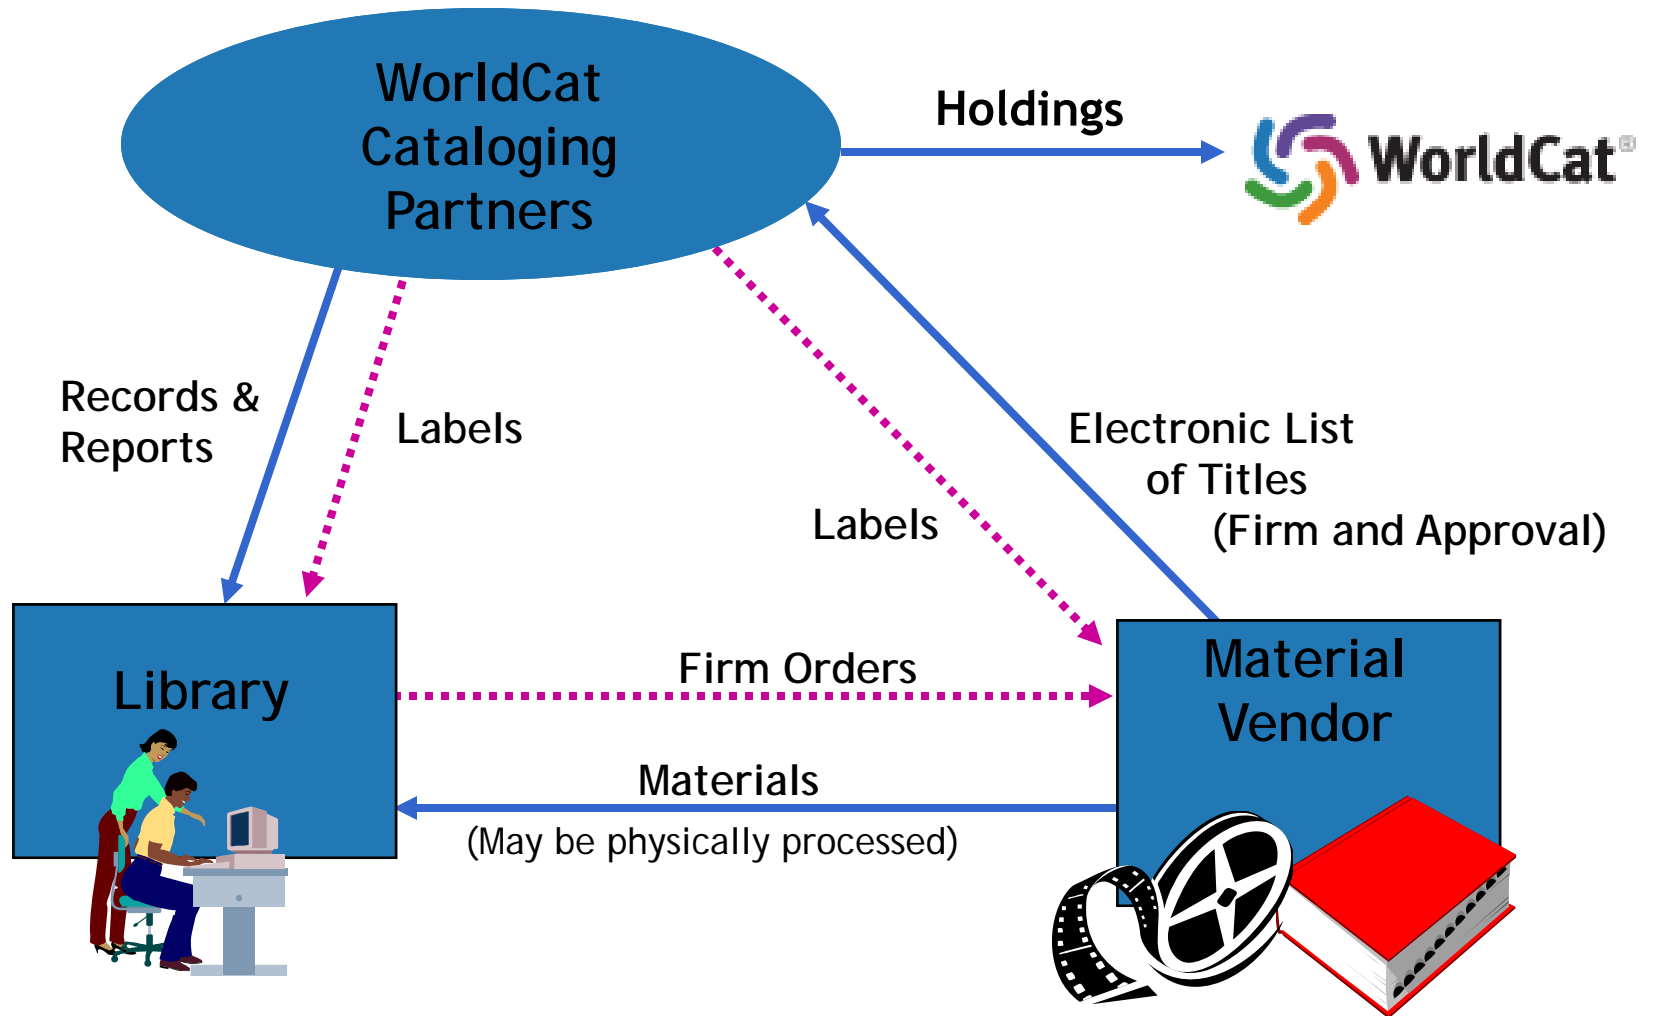 WorldCat
Cataloging
Partners
Holdings
WorldCat®
Records &
Reports
Labels
Labels
Electronic List
of Titles
(Firm and Approval)
Library
Firm Orders
Material
Vendor
Materials
(May be physically processed)